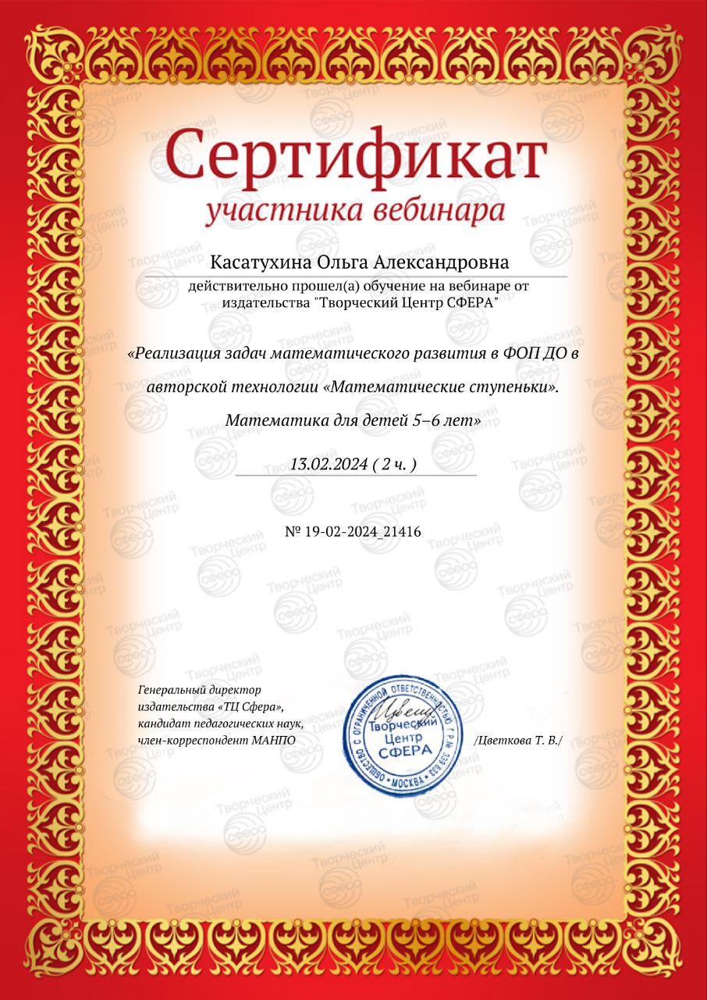 Сертификат
участника вебинара
Касатухина Ольга Александровна
действительно прошел(а) обучение на вебинаре от
издательства "Творческий Центр СФЕРА"
«Реализация задач математического развития в ФОП ДО в
авторской технологии «Математические ступеньки».
Математика для детей 5–6 лет»
13.02.2024 ( 2 ч. )
№ 19-02-2024_21416
Генеральный директор
издательства «ТЦ Сфера»,
кандидат педагогических наук,
член-корреспондент МАНПО
ОБЩЕСТВО С ОГРАНИЧЕННОЙ ОТВЕТСТВЕННОСТЬЮ
Творческий
Центр
СФЕРА
МОСКВА
/Цветкова Т. В./